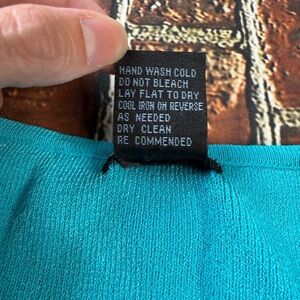 HAND WASH COLD
DO NOT BLEACH
LAY FLAT TO DRY
COOL IRON ON REVERSE
AS NEEDED
DRY CLEAN
RE COMMENDED